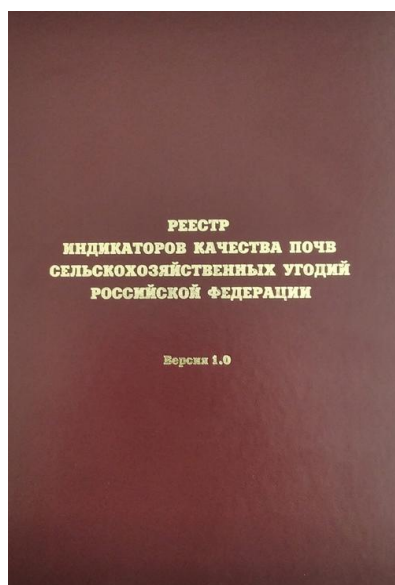 РЕЕСТР
ИНДИКАТОРОВ КАЧЕСТВА ПОЧВ
СЕЛЬСКОХОЗЯЙСТВЕННЫХ УГОДИЙ
РОССИЙСКОЙ ФЕДЕРАЦИИ
Версия 1.0